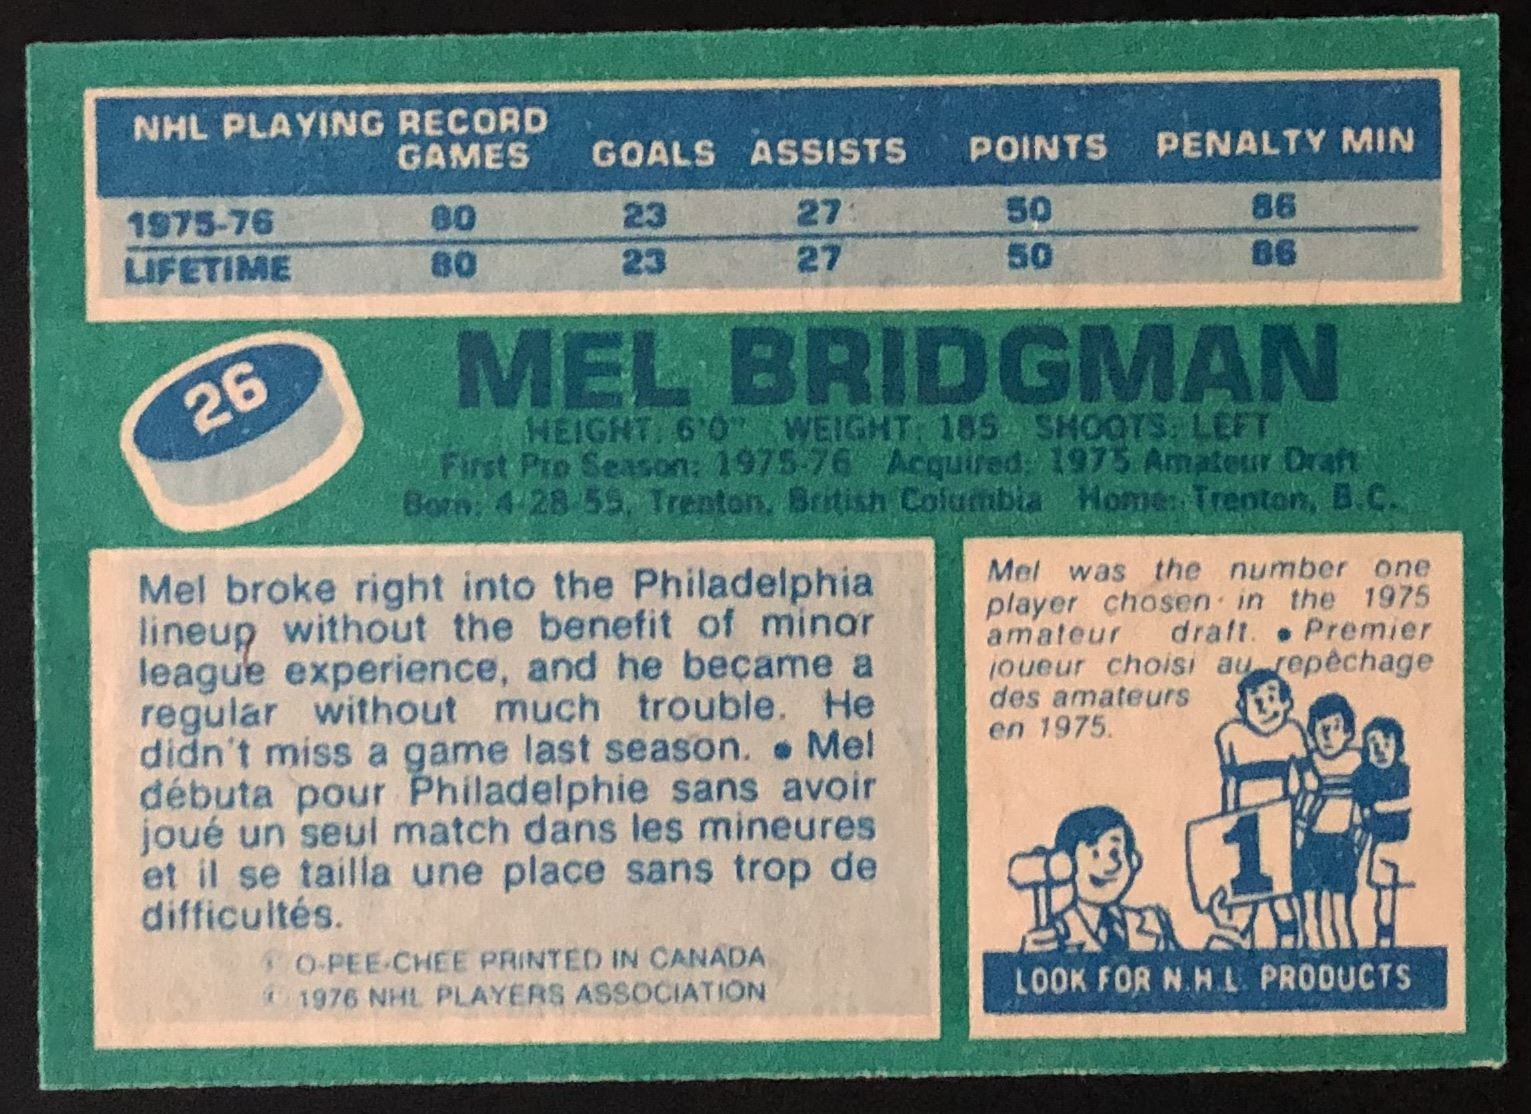 NHL PLAYING RECORD
GAMES GOALS ASSISTS POINTS PENALTY MIN
1975-76 80 23 27 50 86
LIFETIME 80 23 27 50 86
26
MEL BRIDGMAN
HEIGHT: 6'0" WEIGHT: 185 SHOOTS: LEFT
First Pro Season: 1975-76 Acquired: 1975 Amateur Draft
Born: 4-28-55, Trenton, British Columbia Home: Trenton, B.C.
Mel broke right into the Philadelphia
lineup without the benefit of minor
league experience, and he became a
regular without much trouble. He
didn't miss a game last season. • Mel
débuta pour Philadelphie sans avoir
joué un seul match dans les mineures
et il se tailla une place sans trop de
difficultés.
© O-PEE-CHEE PRINTED IN CANADA
© 1976 NHL PLAYERS ASSOCIATION
Mel was the number one
player chosen in the 1975
amateur draft. • Premier
joueur choisi au repêchage
des amateurs
en 1975.
1
LOOK FOR N.H.L. PRODUCTS